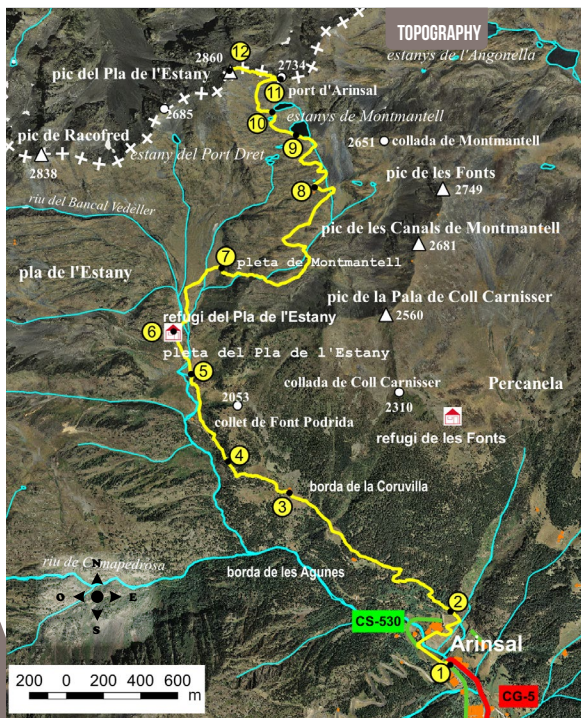 TOPOGRAPHY
12
2860
2734
estanys de l'Angonella
pic del Pla de l'Estany
11
port d'Arinsal
2685
10
estanys de Montmantell
pic de Racofred
2651
collada de Montmantell
estany del Port Dret
9
2838
pic de les Fonts
8
2749
riu del Bancal Vedeller
pic de les Canals de Montmantell
2681
pla de l'Estany
7
pleta de Montmantell
pic de la Pala de Coll Carnisser
2560
refugi del Pla de l'Estany
6
pleta del Pla de l'Estany
5
collada de Coll Carnisser
Percanela
2053
2310
collet de Font Podrida
refugi de les Fonts
4
borda de la Coruvilla
3
riu de Comapedrosa
borda de les Agunes
N
O
E
S
2
CS-530
Arinsal
1
200 0 200 400 600
m
CG-5